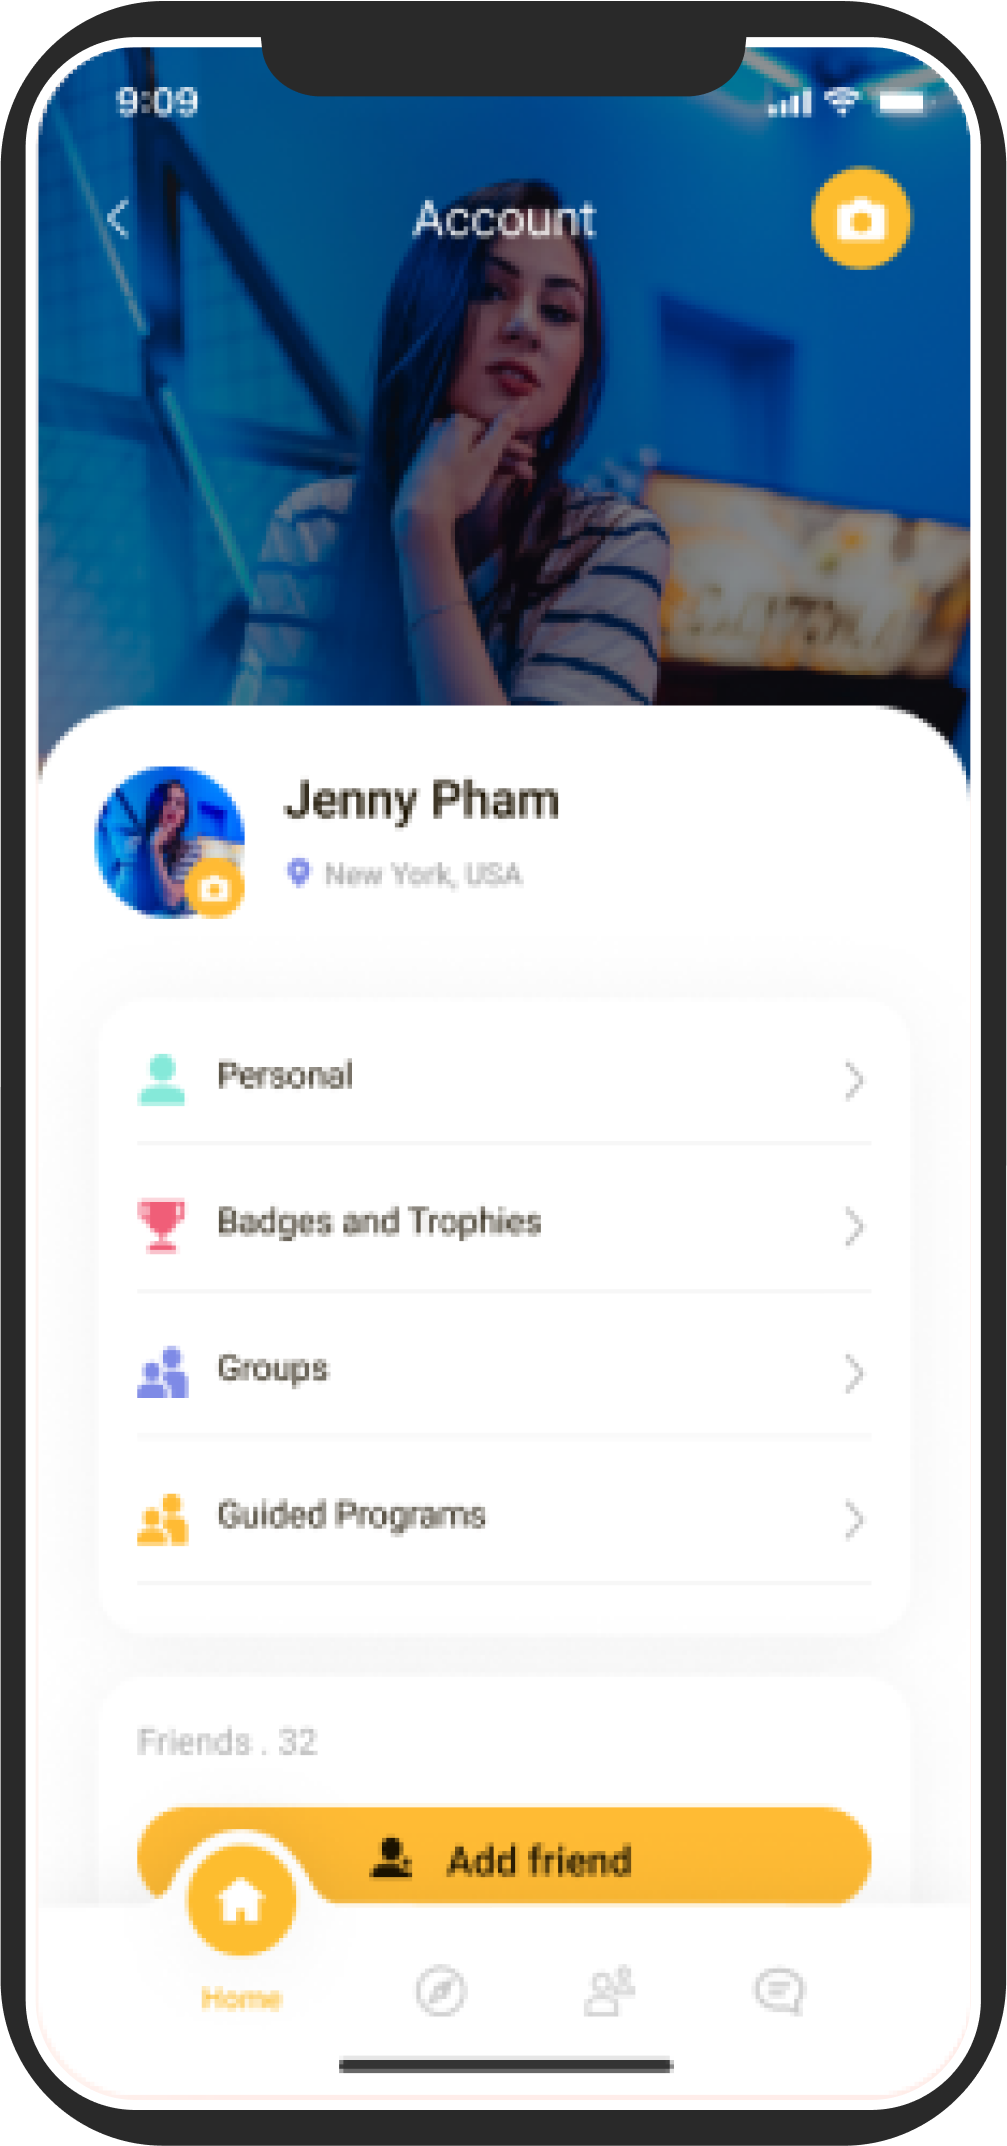 9:09
Account
Jenny Pham
New York, USA
Personal
Badges and Trophies
Groups
Guided Programs
Friends . 32
Add friend
Home